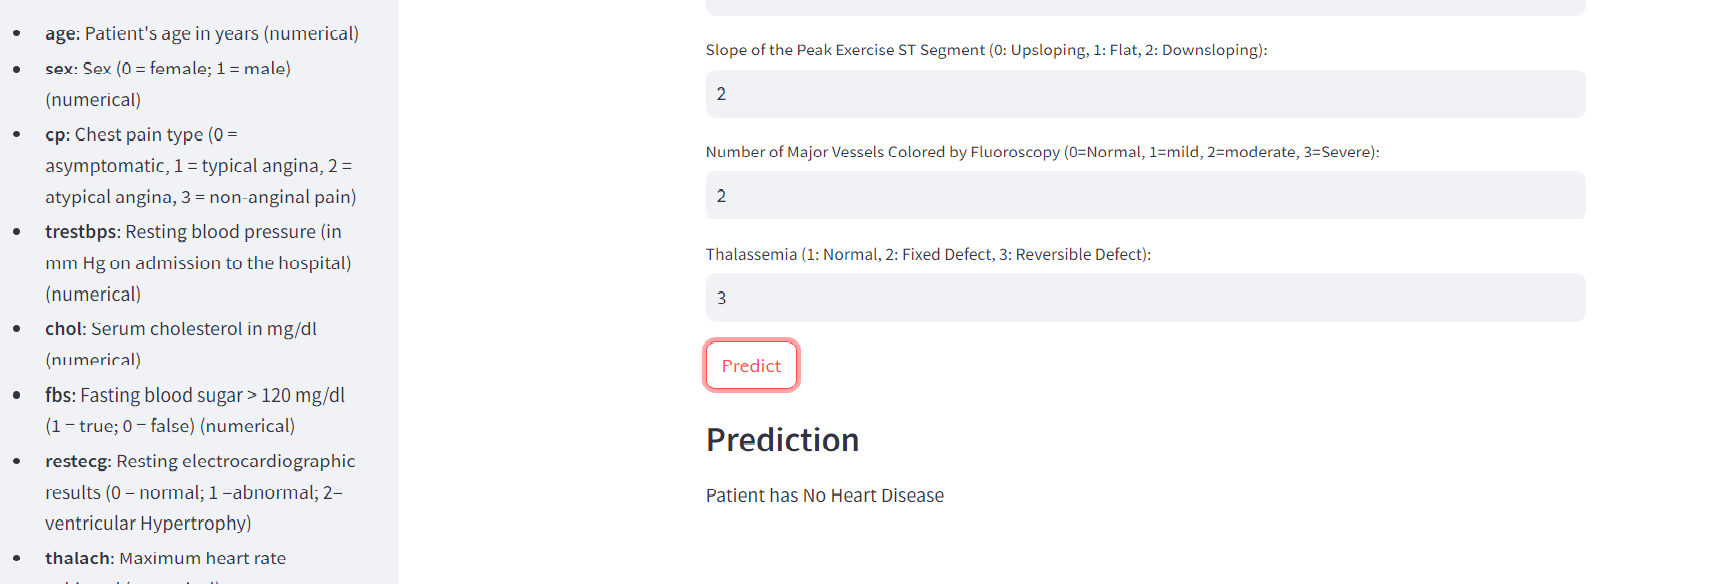 age: Patient's age in years (numerical)
sex: Sex (0 = female; 1 = male)
(numerical)
cp: Chest pain type (0 =
asymptomatic, 1 = typical angina, 2 =
atypical angina, 3 = non-anginal pain)
trestbps: Resting blood pressure (in
mm Hg on admission to the hospital)
(numerical)
chol: Serum cholesterol in mg/dl
(numerical)
fbs: Fasting blood sugar > 120 mg/dl
(1 = true; 0 = false) (numerical)
restecg: Resting electrocardiographic
results (0 – normal; 1 –abnormal; 2–
ventricular Hypertrophy)
thalach: Maximum heart rate
Slope of the Peak Exercise ST Segment (0: Upsloping, 1: Flat, 2: Downsloping):
2
Number of Major Vessels Colored by Fluoroscopy (0=Normal, 1=mild, 2=moderate, 3=Severe):
2
Thalassemia (1: Normal, 2: Fixed Defect, 3: Reversible Defect):
3
Predict
Prediction
Patient has No Heart Disease